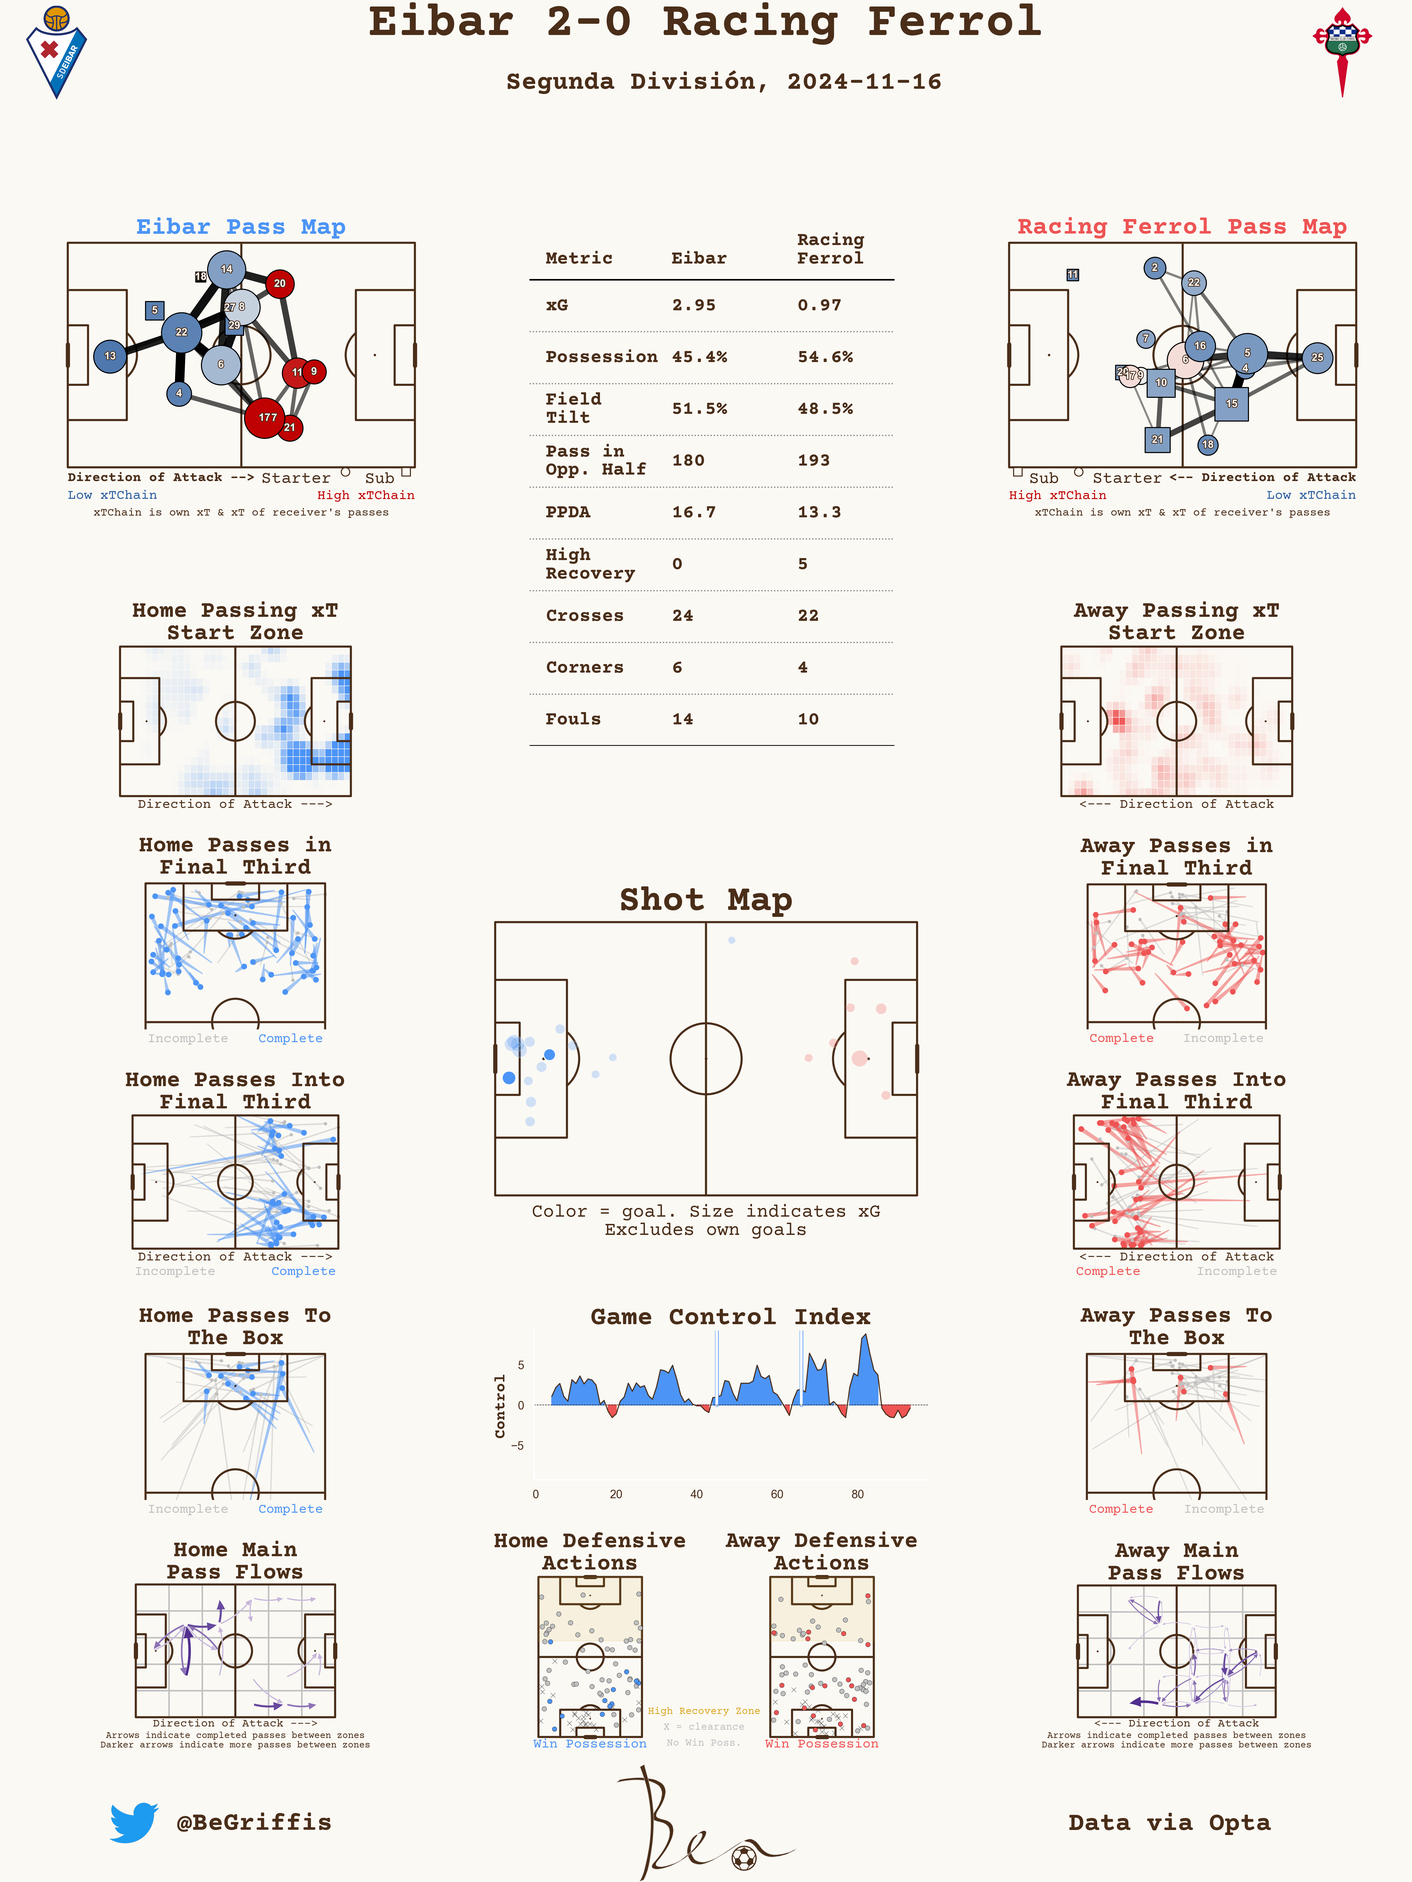 Eibar 2-0 Racing Ferrol
Segunda División, 2024-11-16
SDEIBAR
Eibar Pass Map
18
14
20
5
27
8
22
29
13
6
11
9
4
177
21
Direction of Attack --> Starter Sub
Low xTChain High xTChain
xTChain is own xT & xT of receiver's passes
Metric Eibar Racing Ferrol
xG 2.95 0.97
Possession 45.4% 54.6%
Field
Tilt 51.5% 48.5%
Pass in
Opp. Half 180 193
PPDA 16.7 13.3
High
Recovery 0 5
Crosses 24 22
Corners 6 4
Fouls 14 10
Racing Ferrol Pass Map
11
2
22
7
16
6
5
4
25
17
9
10
15
21
18
Sub Starter <-- Direction of Attack
High xTChain Low xTChain
xTChain is own xT & xT of receiver's passes
Home Passing xT
Start Zone
Direction of Attack --->
Away Passing xT
Start Zone
<--- Direction of Attack
Home Passes in
Final Third
Incomplete Complete
Away Passes in
Final Third
Complete Incomplete
Shot Map
Color = goal. Size indicates xG
Excludes own goals
Home Passes Into
Final Third
Direction of Attack --->
Incomplete Complete
Away Passes Into
Final Third
<--- Direction of Attack
Complete Incomplete
Home Passes To
The Box
Incomplete Complete
Game Control Index
Control
5
0
−5
0 20 40 60 80
Away Passes To
The Box
Complete Incomplete
Home Main
Pass Flows
Direction of Attack --->
Arrows indicate completed passes between zones
Darker arrows indicate more passes between zones
Home Defensive
Actions
Win Possession
High Recovery Zone
X = clearance
No Win Poss.
Away Defensive
Actions
Win Possession
Away Main
Pass Flows
<--- Direction of Attack
Arrows indicate completed passes between zones
Darker arrows indicate more passes between zones
@BeGriffis
Ben
Data via Opta